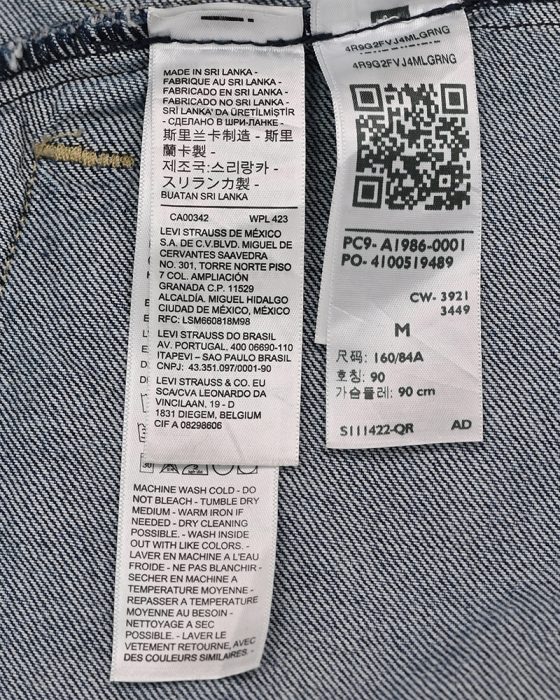 MADE IN SRI LANKA -
FABRIQUÉ AU SRI LANKA -
FABRICADO EN SRI LANKA -
FABRICADO NO SRI LANKA -
SRİ LANKA' DA ÜRETİLMİŞTİR
- СДЕЛАНО В ШРИ-ЛАНКЕ -
斯里兰卡制造 - 斯里
蘭卡製 -
제조국:스리랑카 -
スリランカ製 -
BUATAN SRI LANKA
CA00342 WPL 423
LEVI STRAUSS DE MÉXICO
S.A. DE C.V.BLVD. MIGUEL DE
CERVANTES SAAVEDRA
NO. 301, TORRE NORTE PISO
7 COL. AMPLIACIÓN
GRANADA C.P. 11529
ALCALDÍA. MIGUEL HIDALGO
CIUDAD DE MÉXICO, MÉXICO
RFC: LSM660818M98
LEVI STRAUSS DO BRASIL
AV. PORTUGAL, 400 06690-110
ITAPEVI – SAO PAULO BRASIL
CNPJ: 43.351.097/0001-90
LEVI STRAUSS & CO. EU
SCA/CVA LEONARDO DA
VINCILAAN. 19 - D
1831 DIEGEM, BELGIUM
CIF A 08298606
30
MACHINE WASH COLD - DO
NOT BLEACH - TUMBLE DRY
MEDIUM - WARM IRON IF
NEEDED - DRY CLEANING
POSSIBLE. - WASH INSIDE
OUT WITH LIKE COLORS. -
LAVER EN MACHINE A L'EAU
FROIDE - NE PAS BLANCHIR -
SECHER EN MACHINE A
TEMPERATURE MOYENNE -
REPASSER A TEMPERATURE
MOYENNE AU BESOIN -
NETTOYAGE A SEC
POSSIBLE. - LAVER LE
VETEMENT RETOURNE, AVEC
DES COULEURS SIMILAIRES. -
4R9G2FVJ4MLGRNG
4R9G2FVJ4MLGRNG
PC9- A1986-0001
PO- 4100519489
CW- 3921
3449
M
尺码: 160/84A
호칭: 90
가슴둘레: 90 cm
S111422-QR AD